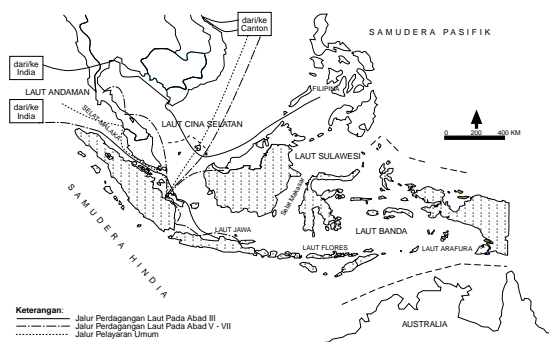 dari/ke
Canton
SAMUDERA PASIFIK
dari/ke
India
LAUT ANDAMAN
FILIPINA
dari/ke
India
SELAT MALAKA
LAUT CINA SELATAN
0 200 400 KM
LAUT SULAWESI
Selat Makasar
SAMUDERA HINDIA
LAUT JAWA
LAUT BANDA
LAUT FLORES
LAUT ARAFURA
Keterangan:
Jalur Perdagangan Laut Pada Abad III
Jalur Perdagangan Laut Pada Abad V - VII
Jalur Pelayaran Umum
AUSTRALIA